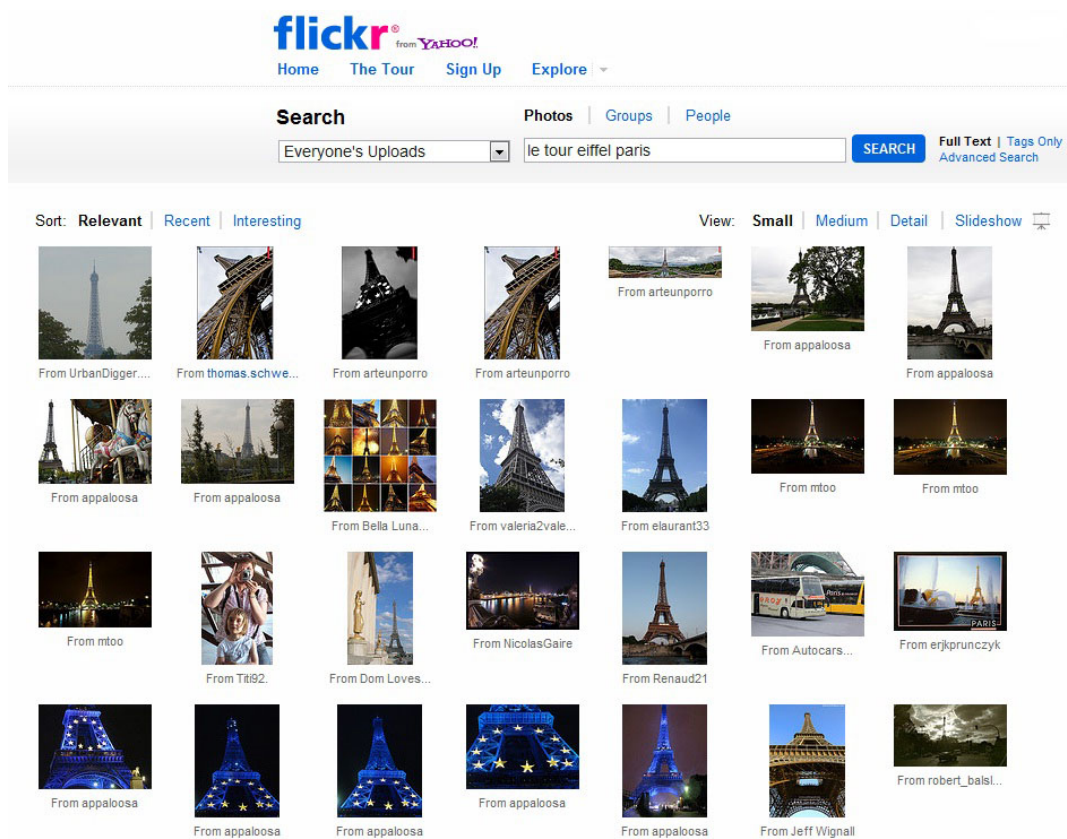 flickr® from YAHOO!
Home The Tour Sign Up Explore
Search
Photos | Groups | People
Everyone's Uploads
le tour eiffel paris
SEARCH
Full Text | Tags Only
Advanced Search
Sort: Relevant | Recent | Interesting
View: Small | Medium | Detail | Slideshow
From arteunporro
From appaloosa
From UrbanDigger....
From thomas.schwe...
From arteunporro
From arteunporro
From appaloosa
From appaloosa
From appaloosa
From Bella Luna...
From valeria2vale...
From elaurant33
From mtoo
From mtoo
PARIS
From mtoo
From Titi92.
From Dom Loves...
From NicolasGaire
From Renaud21
From Autocars...
From erjkprunczyk
From appaloosa
From appaloosa
From appaloosa
From appaloosa
From appaloosa
From Jeff Wignall
From robert_balsl...